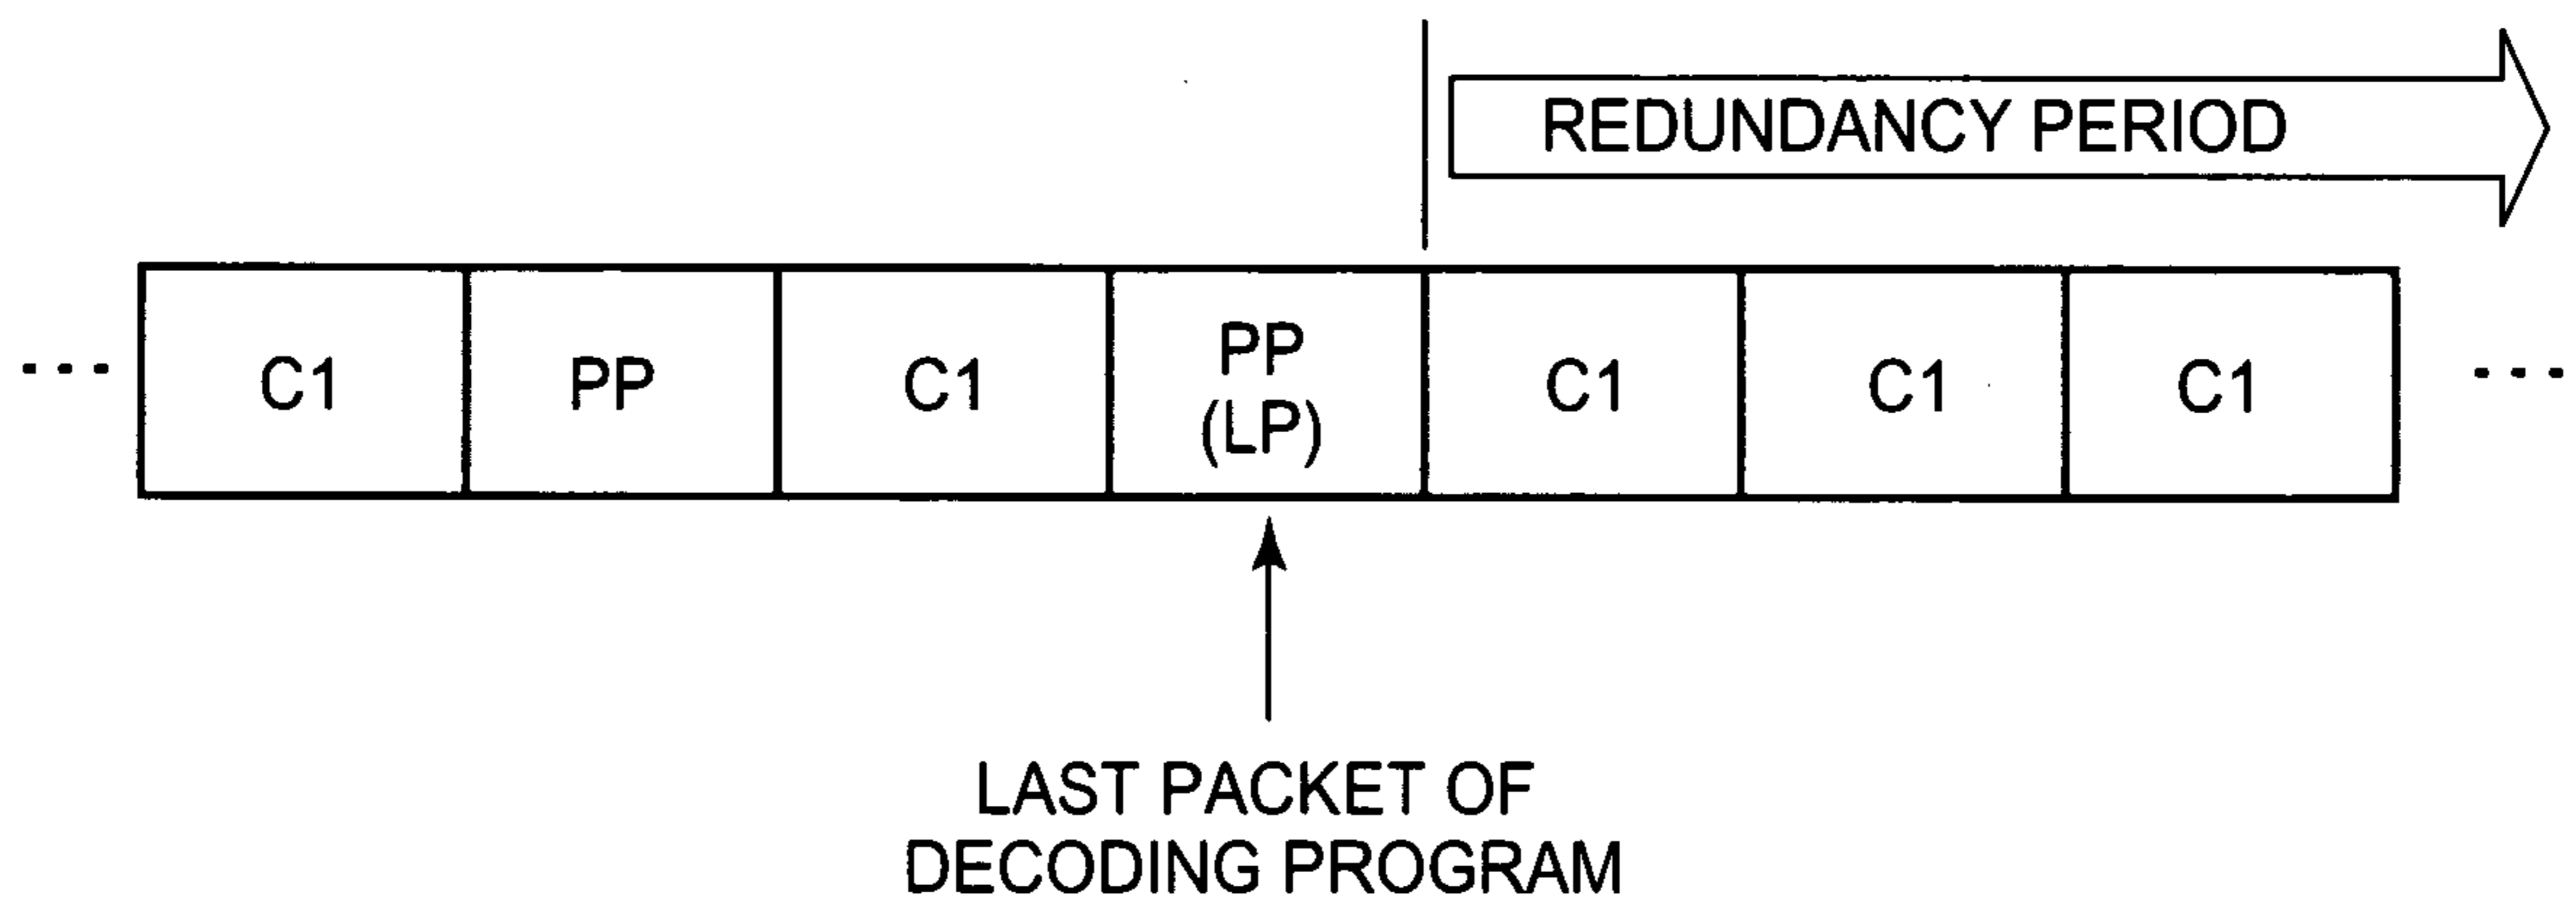 REDUNDANCY PERIOD
... C1 PP C1 PP (LP) C1 C1 C1 ...
LAST PACKET OF
DECODING PROGRAM